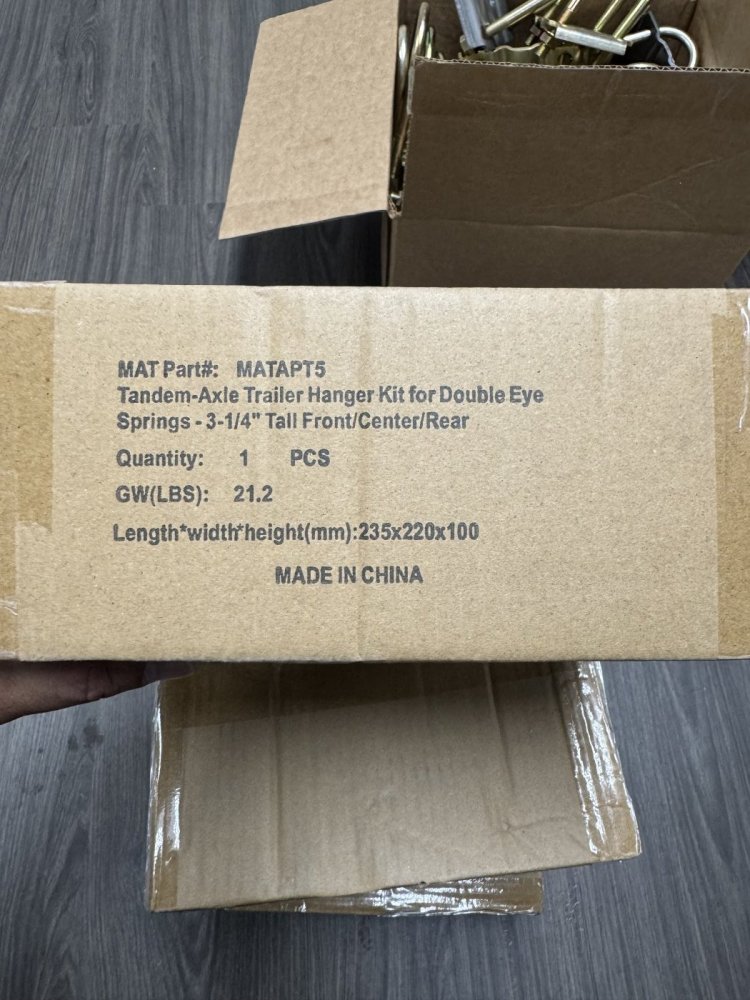 MAT Part#: MATAPT5
Tandem-Axle Trailer Hanger Kit for Double Eye
Springs - 3-1/4" Tall Front/Center/Rear
Quantity: 1 PCS
GW(LBS): 21.2
Length*width*height(mm):235x220x100
MADE IN CHINA